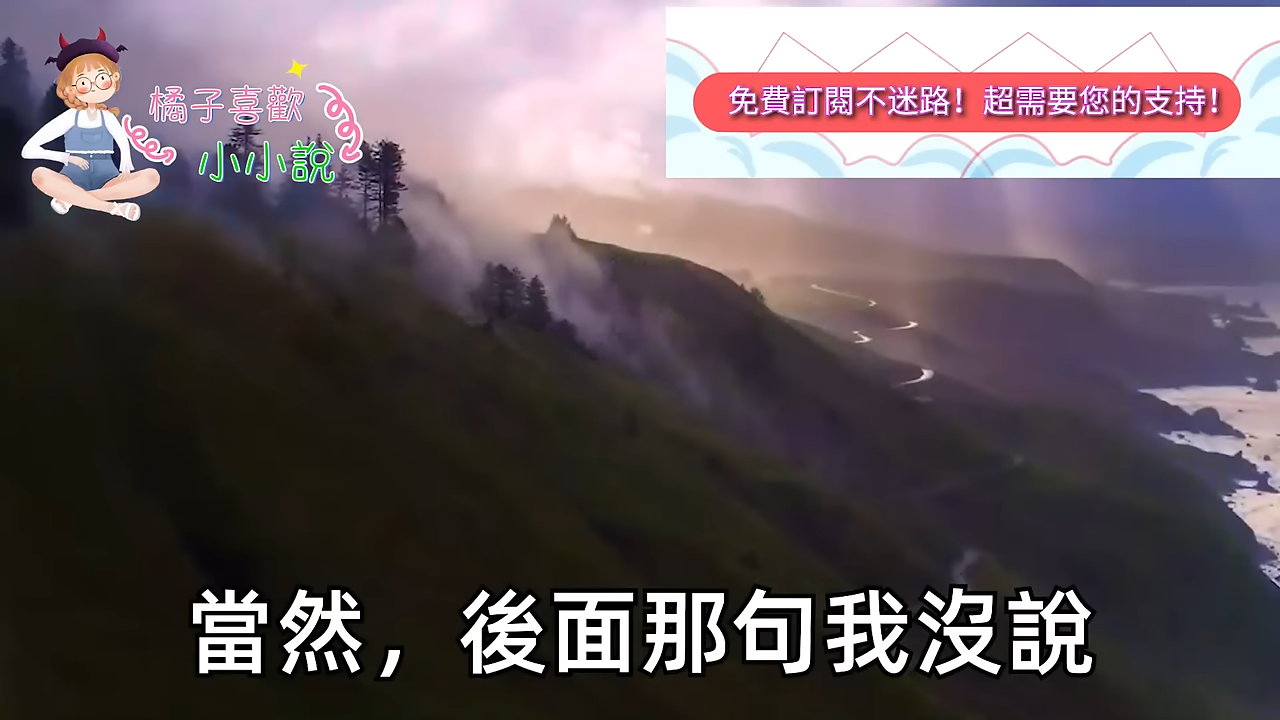 橘子喜歡
小小說
免費訂閱不迷路！超需要您的支持！
當然，後面那句我沒說